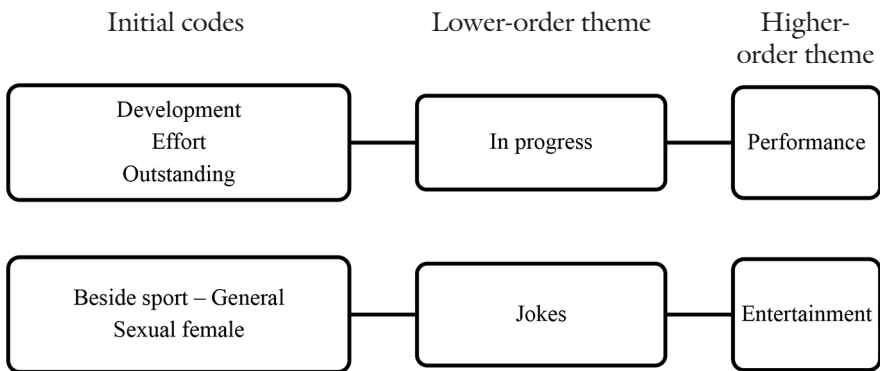 Initial codes
Lower-order theme
Higher-
order theme
Development
Effort
Outstanding
In progress
Performance
Beside sport – General
Sexual female
Jokes
Entertainment